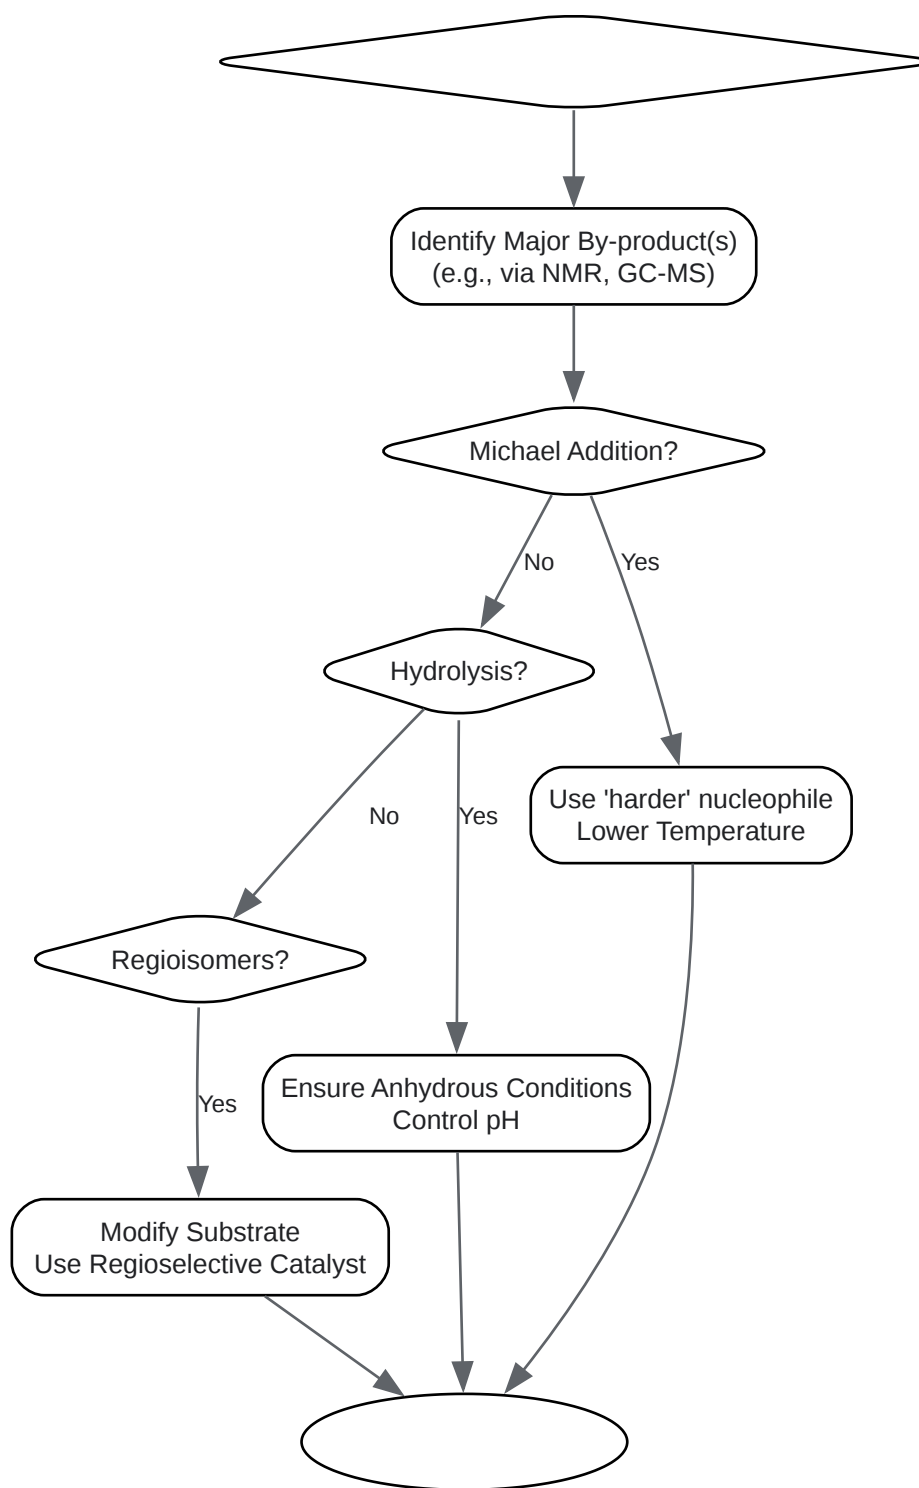 Identify Major By-product(s)
(e.g., via NMR, GC-MS)
Michael Addition?
No
Yes
Hydrolysis?
Use 'harder' nucleophile
Lower Temperature
No
Yes
Regioisomers?
Ensure Anhydrous Conditions
Control pH
Yes
Modify Substrate
Use Regioselective Catalyst